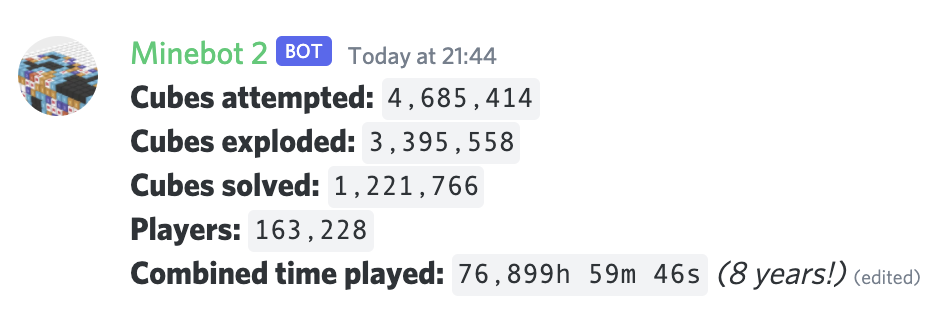 Minebot 2 BOT Today at 21:44
Cubes attempted: 4,685,414
Cubes exploded: 3,395,558
Cubes solved: 1,221,766
Players: 163,228
Combined time played: 76,899h 59m 46s (8 years!) (edited)